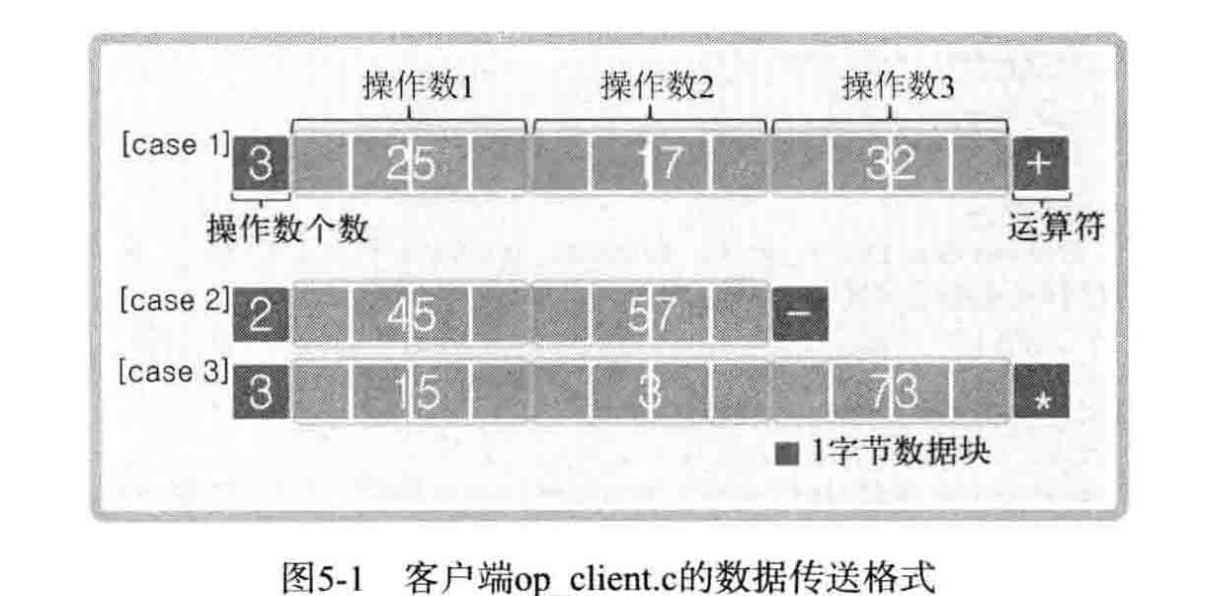 操作数1 操作数2 操作数3
[case 1] 3 25 17 32 +
操作数个数 运算符
[case 2] 2 45 57 -
[case 3] 3 15 3 73 *
1字节数据块
图5-1 客户端op_client.c的数据传送格式